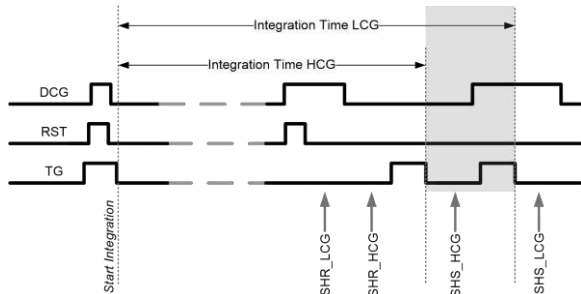 Integration Time LCG
Integration Time HCG
DCG
RST
TG
Start Integration
SHR_LCG
SHR_HCG
SHS_HCG
SHS_LCG